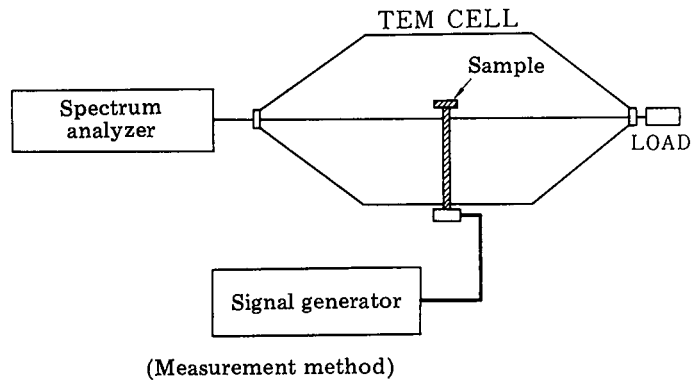 TEM CELL
Sample
Spectrum
analyzer
LOAD
Signal generator
(Measurement method)